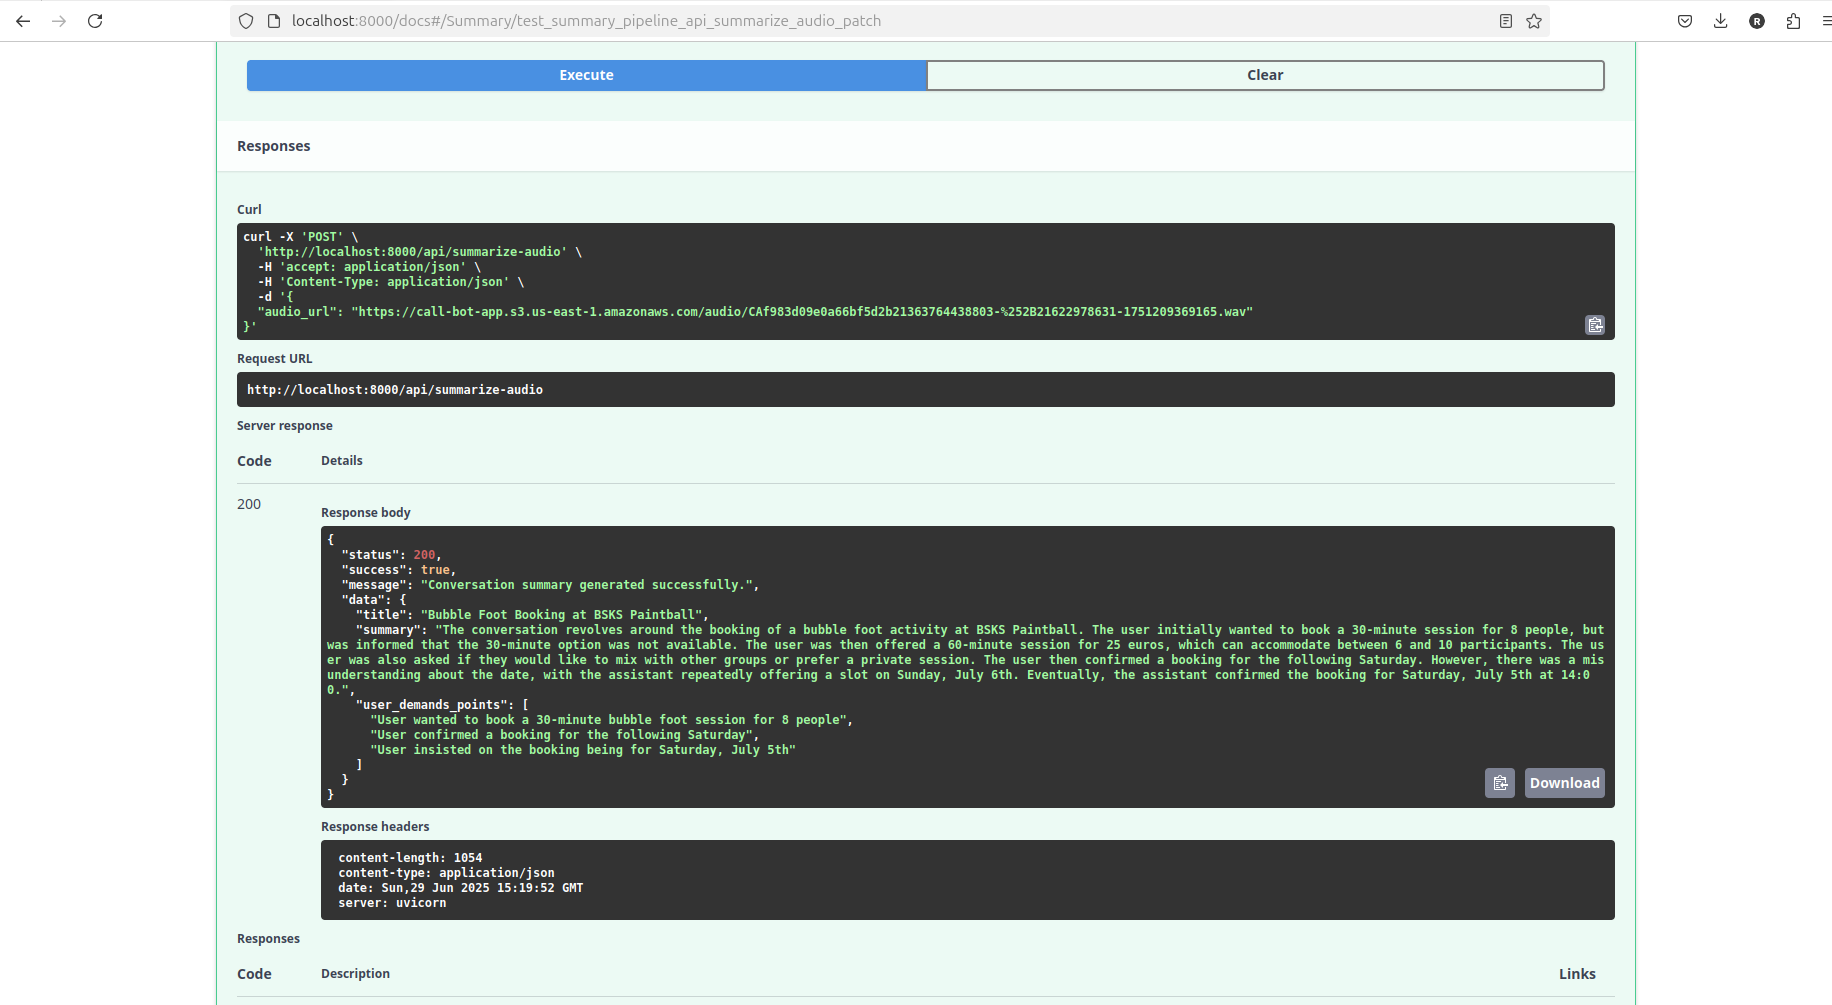 localhost:8000/docs#/Summary/test_summary_pipeline_api_summarize_audio_patch
R
Execute
Clear
Responses
Curl
curl -X 'POST' \
  'http://localhost:8000/api/summarize-audio' \
  -H 'accept: application/json' \
  -H 'Content-Type: application/json' \
  -d '{
  "audio_url": "https://call-bot-app.s3.us-east-1.amazonaws.com/audio/CAf983d09e0a66bf5d2b21363764438803-%252B21622978631-1751209369165.wav"
}'
Request URL
http://localhost:8000/api/summarize-audio
Server response
Code Details
200
Response body
{
  "status": 200,
  "success": true,
  "message": "Conversation summary generated successfully.",
  "data": {
    "title": "Bubble Foot Booking at BSKS Paintball",
    "summary": "The conversation revolves around the booking of a bubble foot activity at BSKS Paintball. The user initially wanted to book a 30-minute session for 8 people, but
was informed that the 30-minute option was not available. The user was then offered a 60-minute session for 25 euros, which can accommodate between 6 and 10 participants. The us
er was also asked if they would like to mix with other groups or prefer a private session. The user then confirmed a booking for the following Saturday. However, there was a mis
understanding about the date, with the assistant repeatedly offering a slot on Sunday, July 6th. Eventually, the assistant confirmed the booking for Saturday, July 5th at 14:0
0.",
    "user_demands_points": [
      "User wanted to book a 30-minute bubble foot session for 8 people",
      "User confirmed a booking for the following Saturday",
      "User insisted on the booking being for Saturday, July 5th"
    ]
  }
}
Download
Response headers
content-length: 1054
content-type: application/json
date: Sun,29 Jun 2025 15:19:52 GMT
server: uvicorn
Responses
Code Description Links